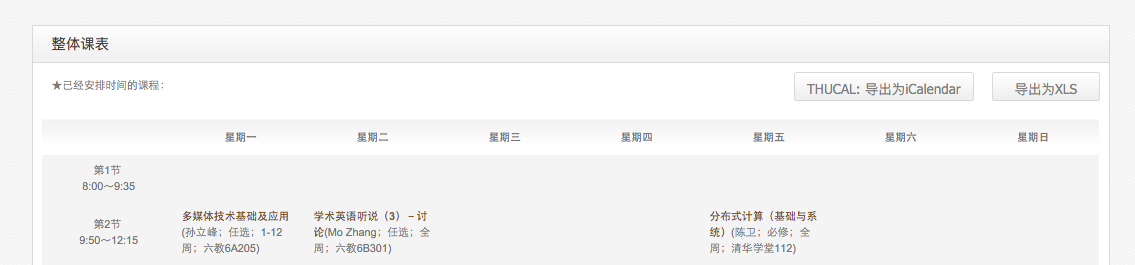 整体课表
★已经安排时间的课程：
THUCAL: 导出为iCalendar
导出为XLS
星期一 星期二 星期三 星期四 星期五 星期六 星期日
第1节
8:00～9:35
第2节
9:50～12:15
多媒体技术基础及应用
(孙立峰；任选；1-12
周；六教6A205)
学术英语听说（3）– 讨
论(Mo Zhang；任选；全
周；六教6B301)
分布式计算（基础与系
统）(陈卫；必修；全
周；清华学堂112)